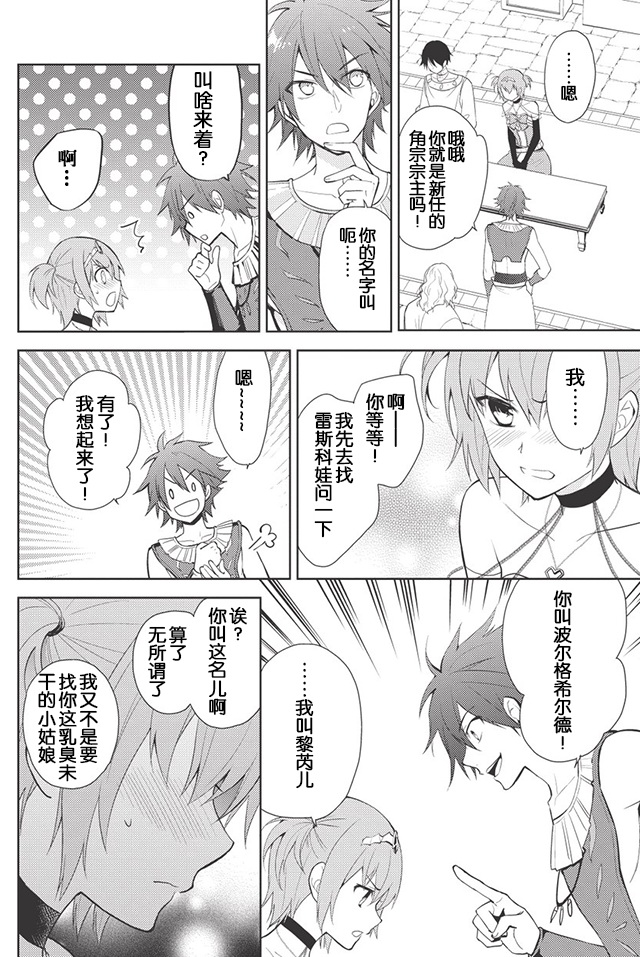 ……嗯
哦哦
你就是新任的
角宗宗主吗！
你的名字叫
呃……
叫啥来着？
啊…
我……
啊──
你等等！
我先去找
雷斯科娃问一下
嗯~~~~
有了！
我想起来了！
你叫波尔格希尔德！
……我叫黎芮儿
诶？
你叫这名儿啊
算了
无所谓了
我又不是要
找你这乳臭未
干的小姑娘